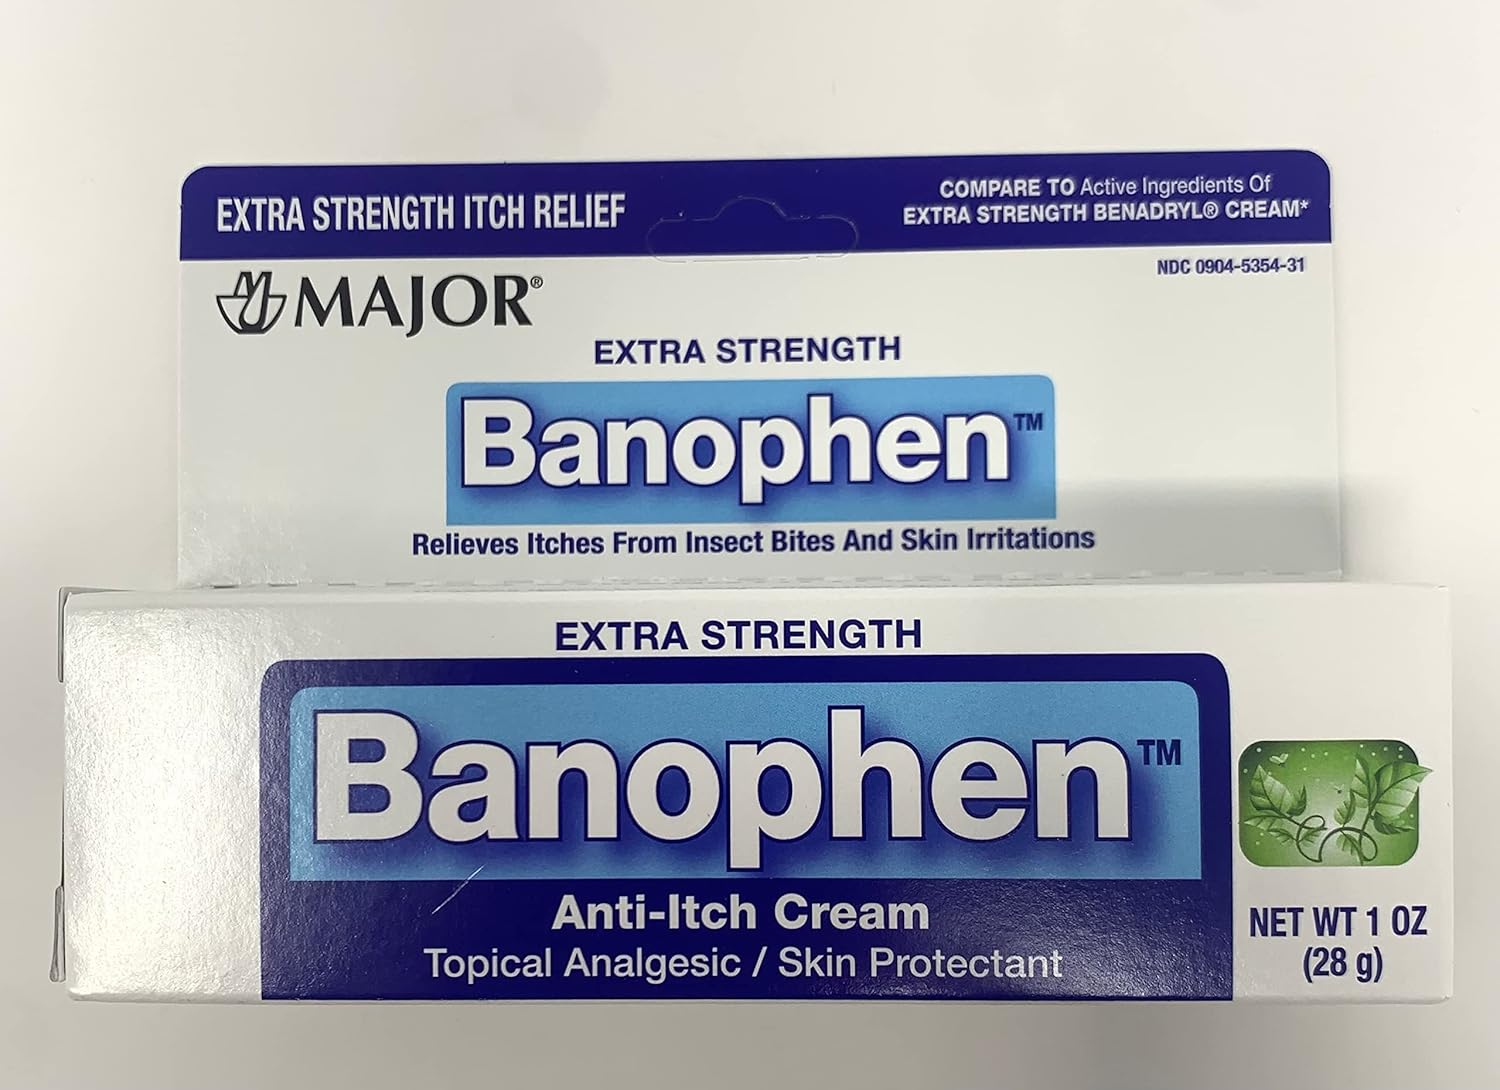 EXTRA STRENGTH ITCH RELIEF
COMPARE TO Active Ingredients Of
EXTRA STRENGTH BENADRYL® CREAM*
NDC 0904-5354-31
MAJOR®
EXTRA STRENGTH
Banophen™
Relieves Itches From Insect Bites And Skin Irritations
EXTRA STRENGTH
Banophen™
Anti-Itch Cream
Topical Analgesic / Skin Protectant
NET WT 1 OZ
(28 g)